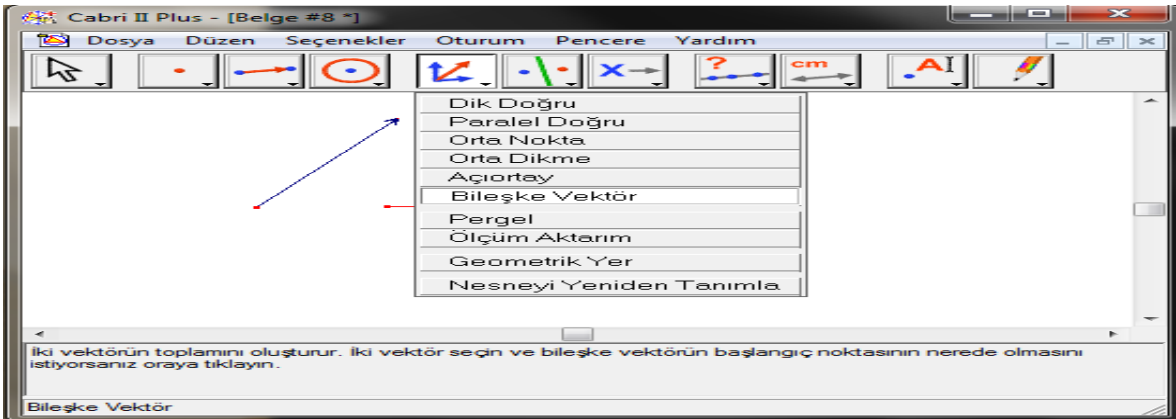 Cabri II Plus - [Belge #8 *]
Dosya Düzen Seçenekler Oturum Pencere Yardım
? cm A
Dik Doğru
Paralel Doğru
Orta Nokta
Orta Dikme
Açıortay
Bileşke Vektör
Pergel
Ölçüm Aktarım
Geometrik Yer
Nesneyi Yeniden Tanımla
İki vektörün toplamını oluşturur. İki vektör seçin ve bileşke vektörün başlangıç noktasının nerede olmasını
istiyorsanız oraya tıklayın.
Bileşke Vektör